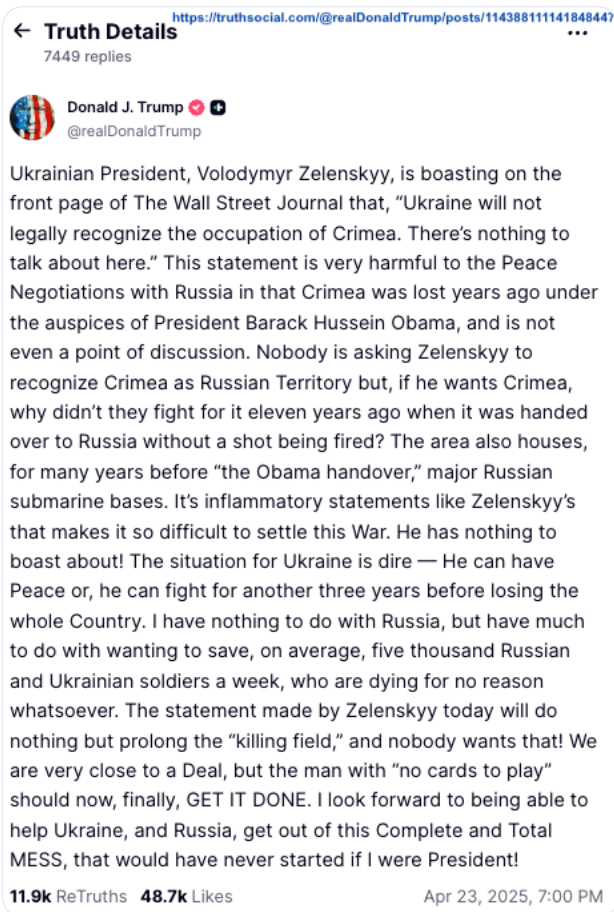 https://truthsocial.com/@realDonaldTrump/posts/114388111141848447
← Truth Details
...
7449 replies
Donald J. Trump
@realDonaldTrump
Ukrainian President, Volodymyr Zelenskyy, is boasting on the
front page of The Wall Street Journal that, “Ukraine will not
legally recognize the occupation of Crimea. There’s nothing to
talk about here.” This statement is very harmful to the Peace
Negotiations with Russia in that Crimea was lost years ago under
the auspices of President Barack Hussein Obama, and is not
even a point of discussion. Nobody is asking Zelenskyy to
recognize Crimea as Russian Territory but, if he wants Crimea,
why didn’t they fight for it eleven years ago when it was handed
over to Russia without a shot being fired? The area also houses,
for many years before “the Obama handover,” major Russian
submarine bases. It’s inflammatory statements like Zelenskyy’s
that makes it so difficult to settle this War. He has nothing to
boast about! The situation for Ukraine is dire — He can have
Peace or, he can fight for another three years before losing the
whole Country. I have nothing to do with Russia, but have much
to do with wanting to save, on average, five thousand Russian
and Ukrainian soldiers a week, who are dying for no reason
whatsoever. The statement made by Zelenskyy today will do
nothing but prolong the “killing field,” and nobody wants that! We
are very close to a Deal, but the man with “no cards to play”
should now, finally, GET IT DONE. I look forward to being able to
help Ukraine, and Russia, get out of this Complete and Total
MESS, that would have never started if I were President!
11.9k ReTruths 48.7k Likes Apr 23, 2025, 7:00 PM